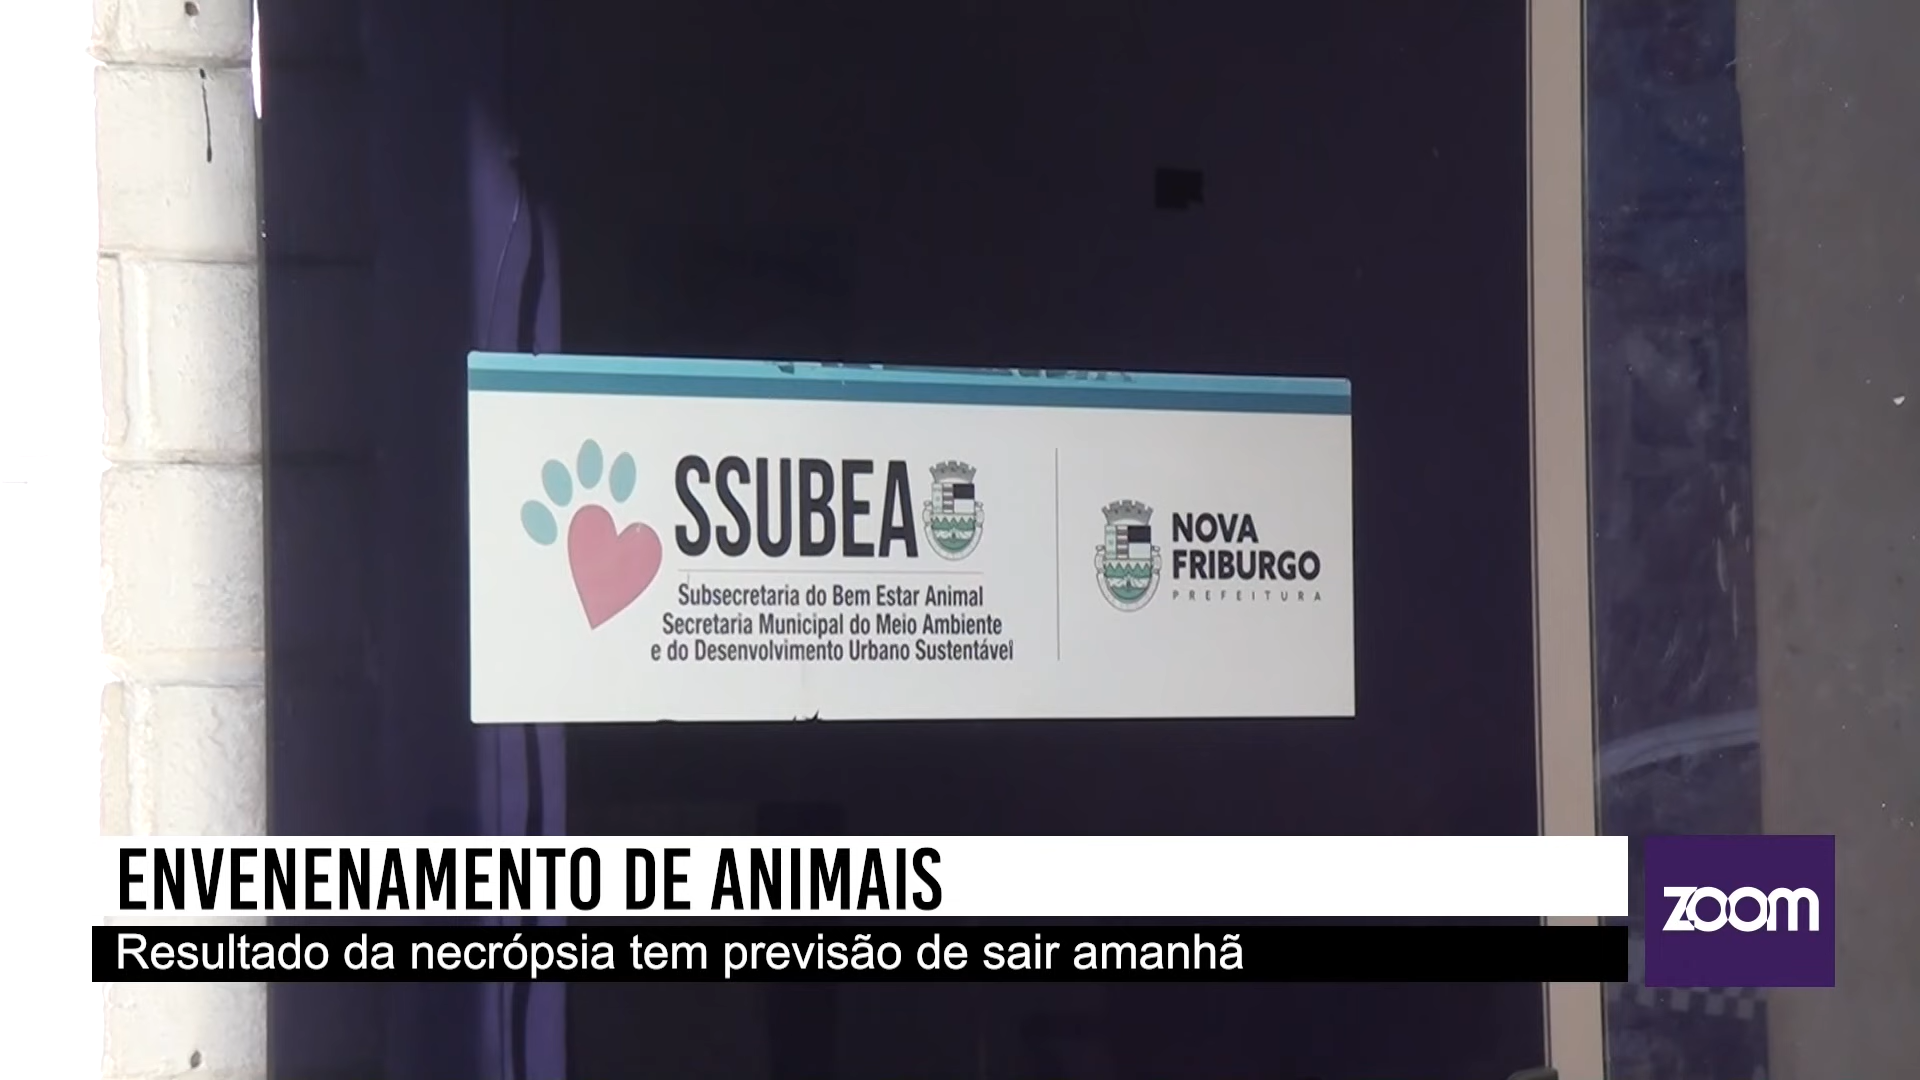 SSUBEA
Subsecretaria do Bem Estar Animal
Secretaria Municipal do Meio Ambiente
e do Desenvolvimento Urbano Sustentável
NOVA
FRIBURGO
PREFEITURA
ENVENENAMENTO DE ANIMAIS
Resultado da necrópsia tem previsão de sair amanhã
zoom